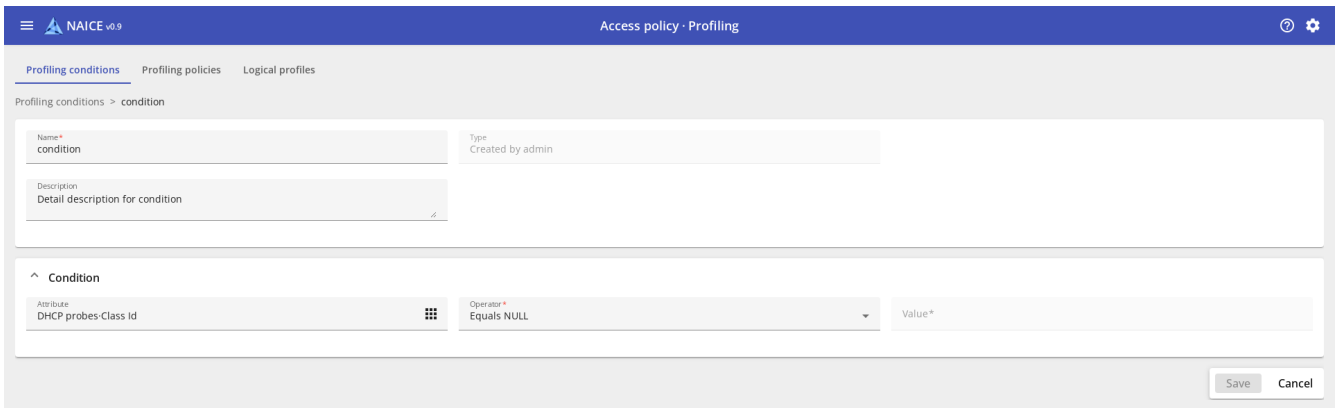 NAICE v0.9
Access policy · Profiling
Profiling conditions Profiling policies Logical profiles
Profiling conditions > condition
Name*
condition
Type
Created by admin
Description
Detail description for condition
Condition
Attribute
DHCP probes·Class Id
Operator*
Equals NULL
Value*
Save Cancel